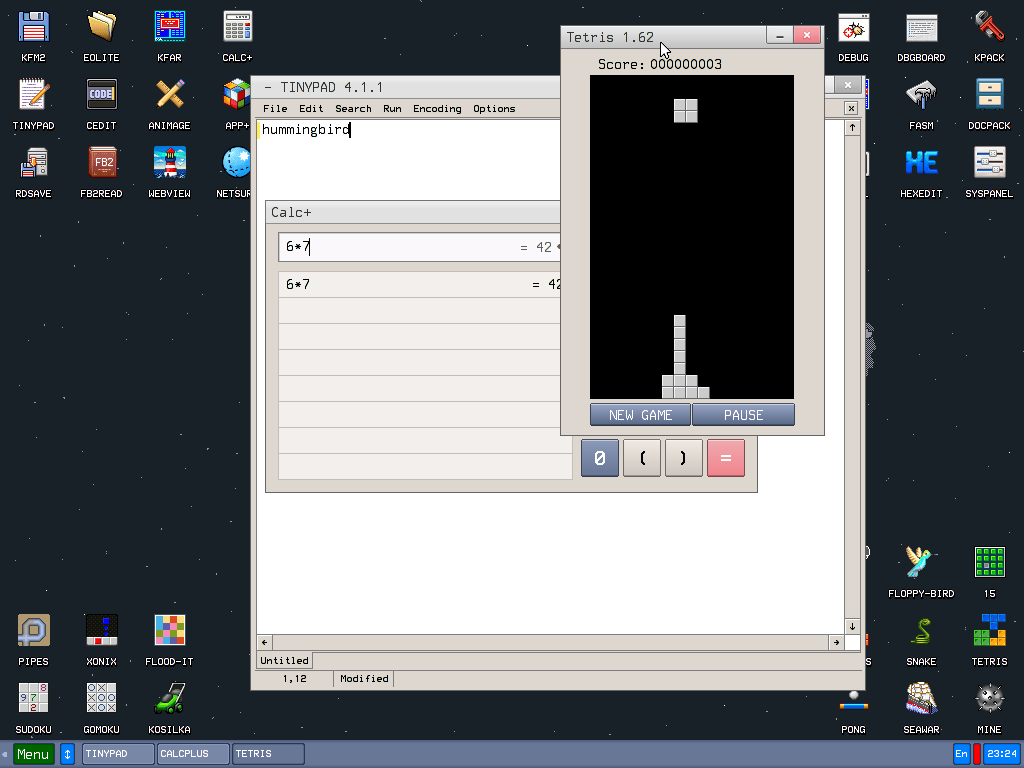 KFM2
EOLITE
KFAR
CALC+
DEBUG
DBGBOARD
KPACK
TINYPAD
CEDIT
ANIMAGE
APP+
FASM
DOCPACK
RDSAVE
FB2READ
WEBVIEW
HEXEDIT
SYSPANEL
CODE
FB2
HE
Tetris 1.62
Score: 000000003
NEW GAME
PAUSE
TINYPAD 4.1.1
File Edit Search Run Encoding Options
hummingbird
Calc+
6*7 = 42
6*7 = 42
0 ( ) =
Untitled
1,12 Modified
FLOPPY-BIRD
15
PIPES
XONIX
FLOOD-IT
SNAKE
TETRIS
SUDOKU
GOMOKU
KOSILKA
PONG
SEAWAR
MINE
Menu
TINYPAD
CALCPLUS
TETRIS
En
23:24